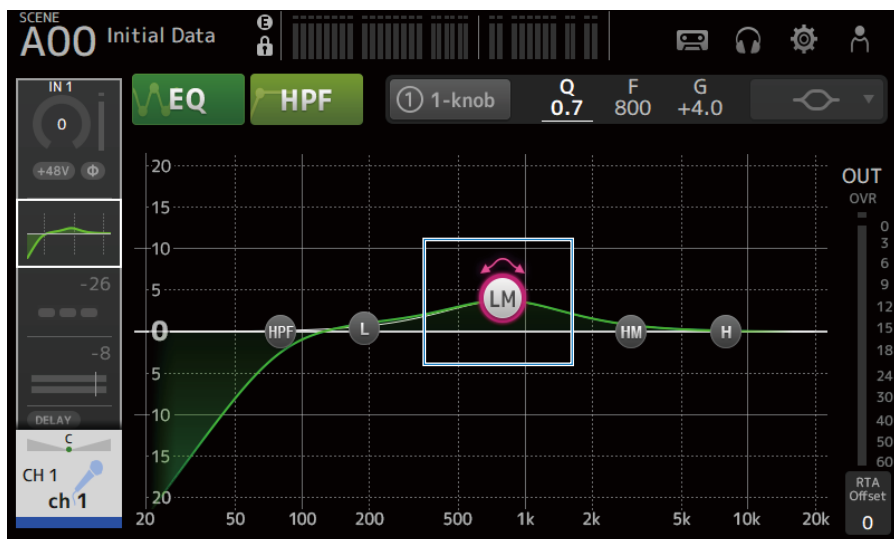 SCENE
A00 Initial Data
E
IN 1
0
+48V Φ
-26
-8
DELAY
C
CH 1
ch 1
EQ
HPF
1 1-knob
Q F G
0.7 800 +4.0
20
15
10
5
0
5
10
15
20
HPF L LM HM H
20 50 100 200 500 1k 2k 5k 10k 20k
OUT
OVR
0
3
6
9
12
15
18
24
30
40
50
60
RTA
Offset
0